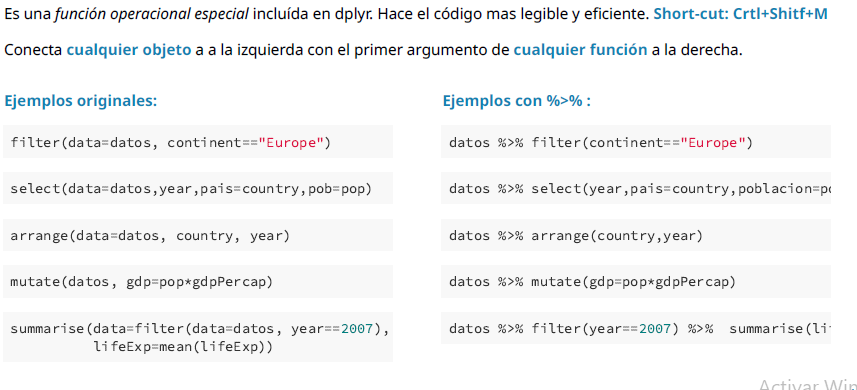 Es una función operacional especial incluída en dplyr. Hace el código mas legible y eficiente. Short-cut: Crtl+Shitf+M
Conecta cualquier objeto a a la izquierda con el primer argumento de cualquier función a la derecha.
Ejemplos originales:
filter(data=datos, continent=="Europe")
select(data=datos,year,pais=country,pob=pop)
arrange(data=datos, country, year)
mutate(datos, gdp=pop*gdpPercap)
summarise(data=filter(data=datos, year==2007),
lifeExp=mean(lifeExp))
Ejemplos con %>% :
datos %>% filter(continent=="Europe")
datos %>% select(year,pais=country,poblacion=po
datos %>% arrange(country,year)
datos %>% mutate(gdp=pop*gdpPercap)
datos %>% filter(year==2007) %>% summarise(li
Activar Win